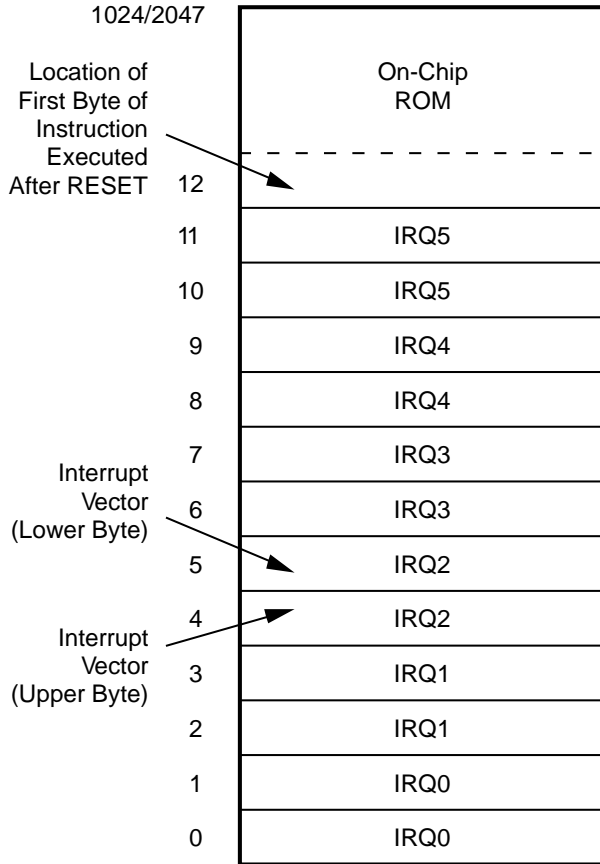 1024/2047
Location of
First Byte of
Instruction
Executed
After RESET
On-Chip
ROM
12
11 IRQ5
10 IRQ5
9 IRQ4
8 IRQ4
7 IRQ3
Interrupt
Vector
(Lower Byte)
6 IRQ3
5 IRQ2
4 IRQ2
Interrupt
Vector
(Upper Byte)
3 IRQ1
2 IRQ1
1 IRQ0
0 IRQ0